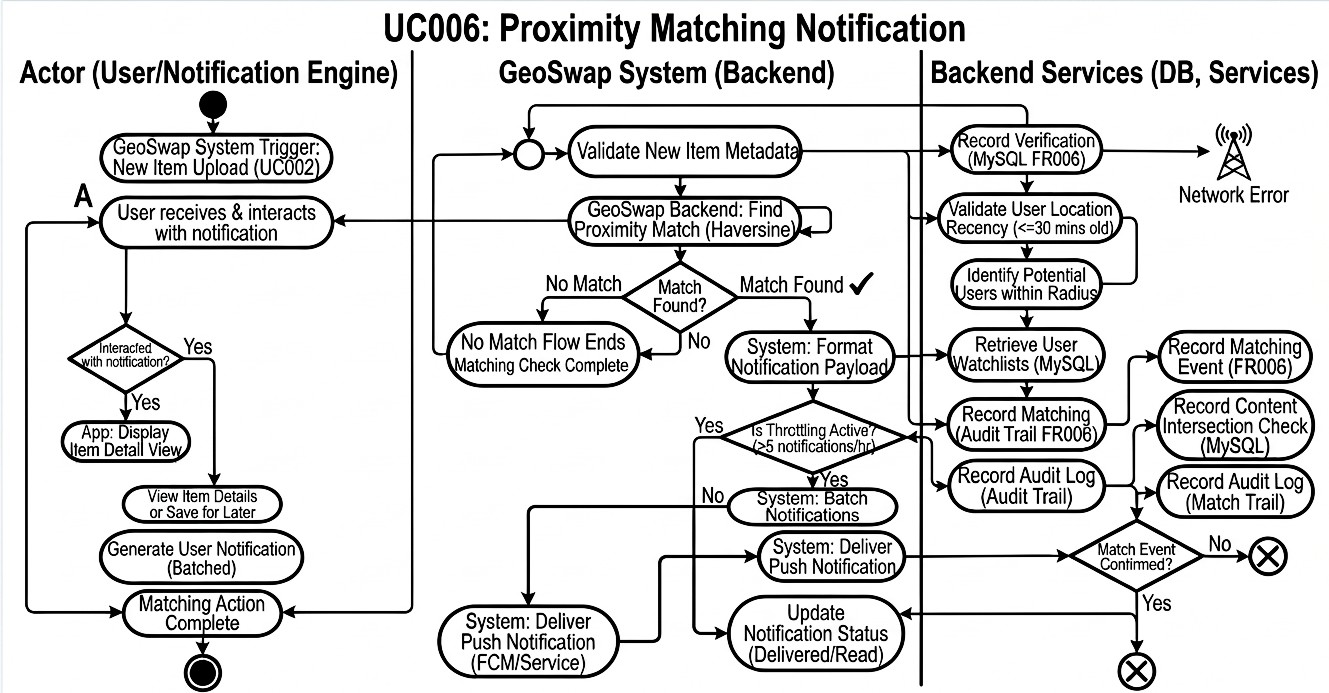 UC006: Proximity Matching Notification
Actor (User/Notification Engine)
GeoSwap System (Backend)
Backend Services (DB, Services)
GeoSwap System Trigger:
New Item Upload (UC002)
A
User receives & interacts
with notification
Interacfed
with notification?
Yes
Yes
App: Display
Item Detail View
View Item Details
or Save for Later
Generate User Notification
(Batched)
Matching Action
Complete
Validate New Item Metadata
GeoSwap Backend: Find
Proximity Match (Haversine)
No Match
Match
Found?
Match Found ✓
No
No Match Flow Ends
Matching Check Complete
System: Format
Notification Payload
Yes
Is Throttling Active?
(>5 notifications/hr)
Yes
No
System: Batch
Notifications
System: Deliver
Push Notification
System: Deliver
Push Notification
(FCM/Service)
Update
Notification Status
(Delivered/Read)
Record Verification
(MySQL FR006)
Network Error
Validate User Location
Recency (<=30 mins old)
Identify Potential
Users within Radius
Retrieve User
Watchlists (MySQL)
Record Matching
Event (FR006)
Record Matching
(Audit Trail FR006)
Record Content
Intersection Check
(MySQL)
Record Audit Log
(Audit Trail)
Record Audit Log
(Match Trail)
Match Event
Contirmed?
No
Yes